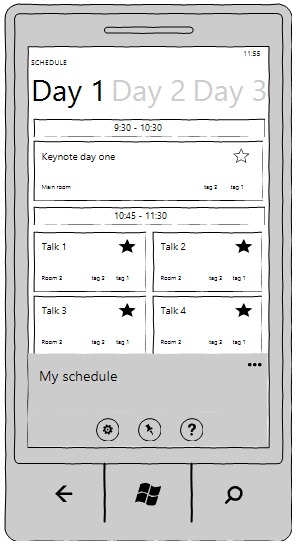 11:55
SCHEDULE
Day 1 Day 2 Day 3
9:30 - 10:30
Keynote day one
Main room tag 2 tag 1
10:45 - 11:30
Talk 1 Talk 2
Room 2 tag 2 tag 1 Room 2 tag 2 tag 1
Talk 3 Talk 4
Room 2 tag 2 tag 1 Room 2 tag 2 tag 1
My schedule
?